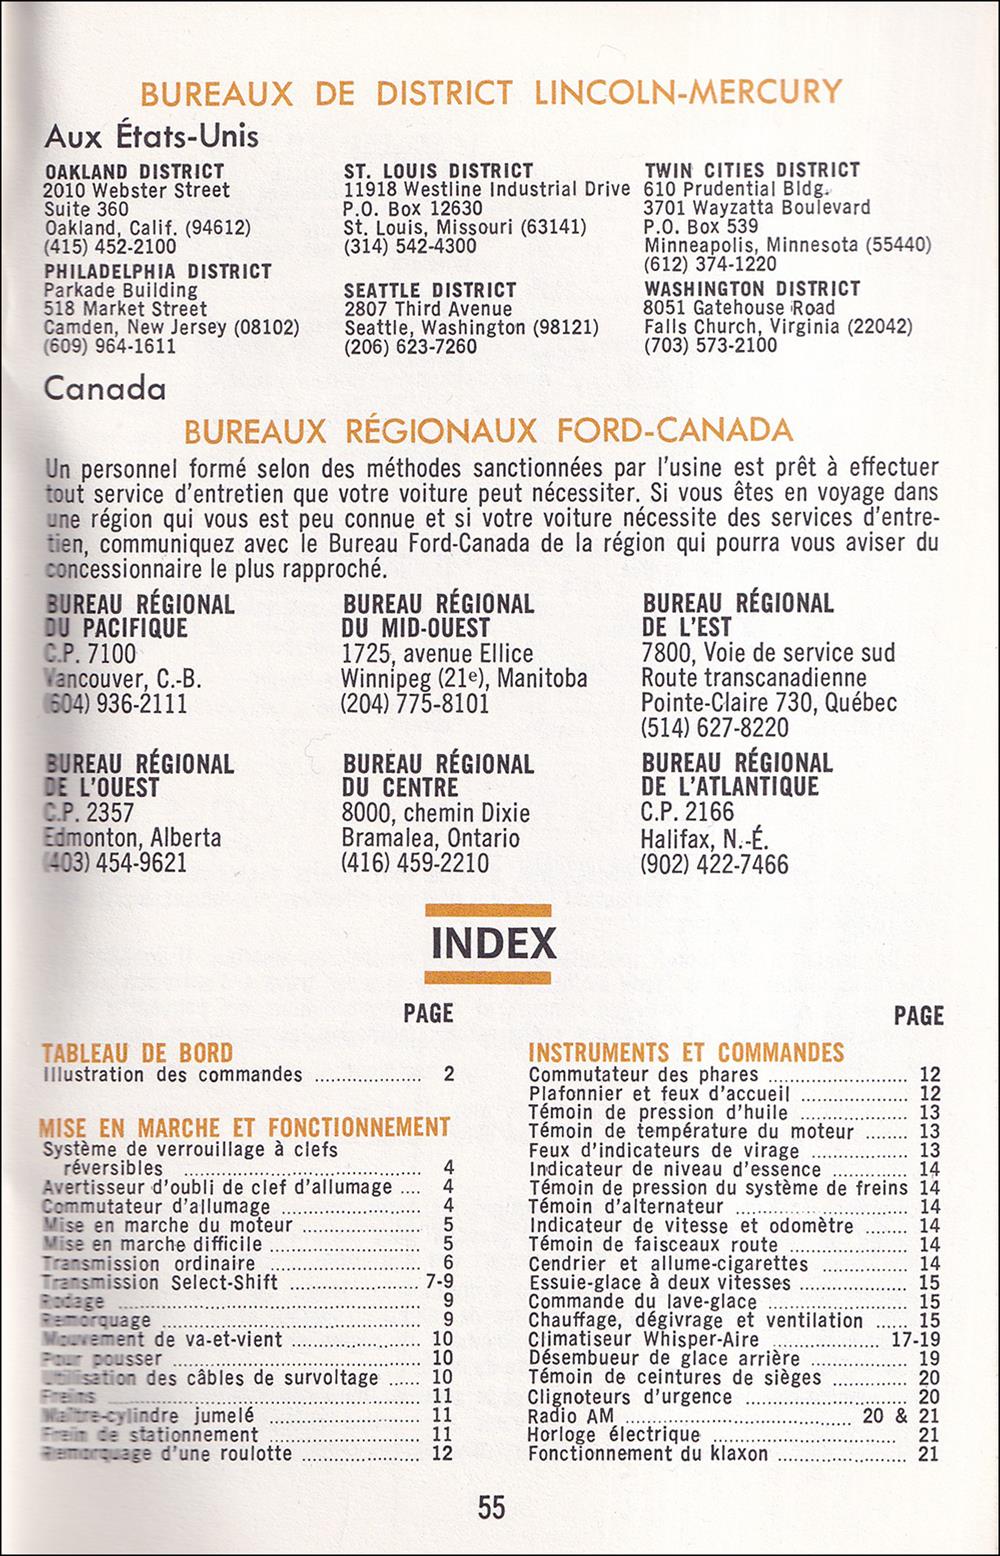 BUREAUX DE DISTRICT LINCOLN-MERCURY
Aux États-Unis
OAKLAND DISTRICT
2010 Webster Street
Suite 360
Oakland, Calif. (94612)
(415) 452-2100
PHILADELPHIA DISTRICT
Parkade Building
518 Market Street
Camden, New Jersey (08102)
(609) 964-1611
ST. LOUIS DISTRICT
11918 Westline Industrial Drive
P.O. Box 12630
St. Louis, Missouri (63141)
(314) 542-4300
SEATTLE DISTRICT
2807 Third Avenue
Seattle, Washington (98121)
(206) 623-7260
TWIN CITIES DISTRICT
610 Prudential Bldg.
3701 Wayzatta Boulevard
P.O. Box 539
Minneapolis, Minnesota (55440)
(612) 374-1220
WASHINGTON DISTRICT
8051 Gatehouse Road
Falls Church, Virginia (22042)
(703) 573-2100
Canada
BUREAUX RÉGIONAUX FORD-CANADA
Un personnel formé selon des méthodes sanctionnées par l'usine est prêt à effectuer
tout service d'entretien que votre voiture peut nécessiter. Si vous êtes en voyage dans
une région qui vous est peu connue et si votre voiture nécessite des services d'entre-
tien, communiquez avec le Bureau Ford-Canada de la région qui pourra vous aviser du
concessionnaire le plus rapproché.
BUREAU RÉGIONAL
DU PACIFIQUE
C.P. 7100
Vancouver, C.-B.
(604) 936-2111
BUREAU RÉGIONAL
DU MID-OUEST
1725, avenue Ellice
Winnipeg (21e), Manitoba
(204) 775-8101
BUREAU RÉGIONAL
DE L'EST
7800, Voie de service sud
Route transcanadienne
Pointe-Claire 730, Québec
(514) 627-8220
BUREAU RÉGIONAL
DE L'OUEST
C.P. 2357
Edmonton, Alberta
(403) 454-9621
BUREAU RÉGIONAL
DU CENTRE
8000, chemin Dixie
Bramalea, Ontario
(416) 459-2210
BUREAU RÉGIONAL
DE L'ATLANTIQUE
C.P. 2166
Halifax, N.-É.
(902) 422-7466
INDEX
PAGE
TABLEAU DE BORD
Illustration des commandes ................... 2
MISE EN MARCHE ET FONCTIONNEMENT
Système de verrouillage à clefs
réversibles .......................................... 4
Avertisseur d'oubli de clef d'allumage .... 4
Commutateur d'allumage ......................... 4
Mise en marche du moteur ..................... 5
Mise en marche difficile ........................... 5
Transmission ordinaire ........................... 6
Transmission Select-Shift .................... 7-9
Rodage ..................................................... 9
Remorquage .............................................. 9
Mouvement de va-et-vient ....................... 10
Pour pousser ............................................ 10
Utilisation des câbles de survoltage ...... 10
Freins ....................................................... 11
Maître-cylindre jumelé ........................... 11
Frein de stationnement ........................... 11
Remorquage d'une roulotte ..................... 12
PAGE
INSTRUMENTS ET COMMANDES
Commutateur des phares ......................... 12
Plafonnier et feux d'accueil .................... 12
Témoin de pression d'huile ..................... 13
Témoin de température du moteur ........ 13
Feux d'indicateurs de virage .................. 13
Indicateur de niveau d'essence ............. 14
Témoin de pression du système de freins 14
Témoin d'alternateur ............................... 14
Indicateur de vitesse et odomètre ......... 14
Témoin de faisceaux route ...................... 14
Cendrier et allume-cigarettes ................. 14
Essuie-glace à deux vitesses .................. 15
Commande du lave-glace ......................... 15
Chauffage, dégivrage et ventilation ...... 15
Climatiseur Whisper-Aire .................... 17-19
Désembueur de glace arrière .................. 19
Témoin de ceintures de sièges .............. 20
Clignoteurs d'urgence ............................. 20
Radio AM ......................................... 20 & 21
Horloge électrique .................................. 21
Fonctionnement du klaxon ....................... 21
55